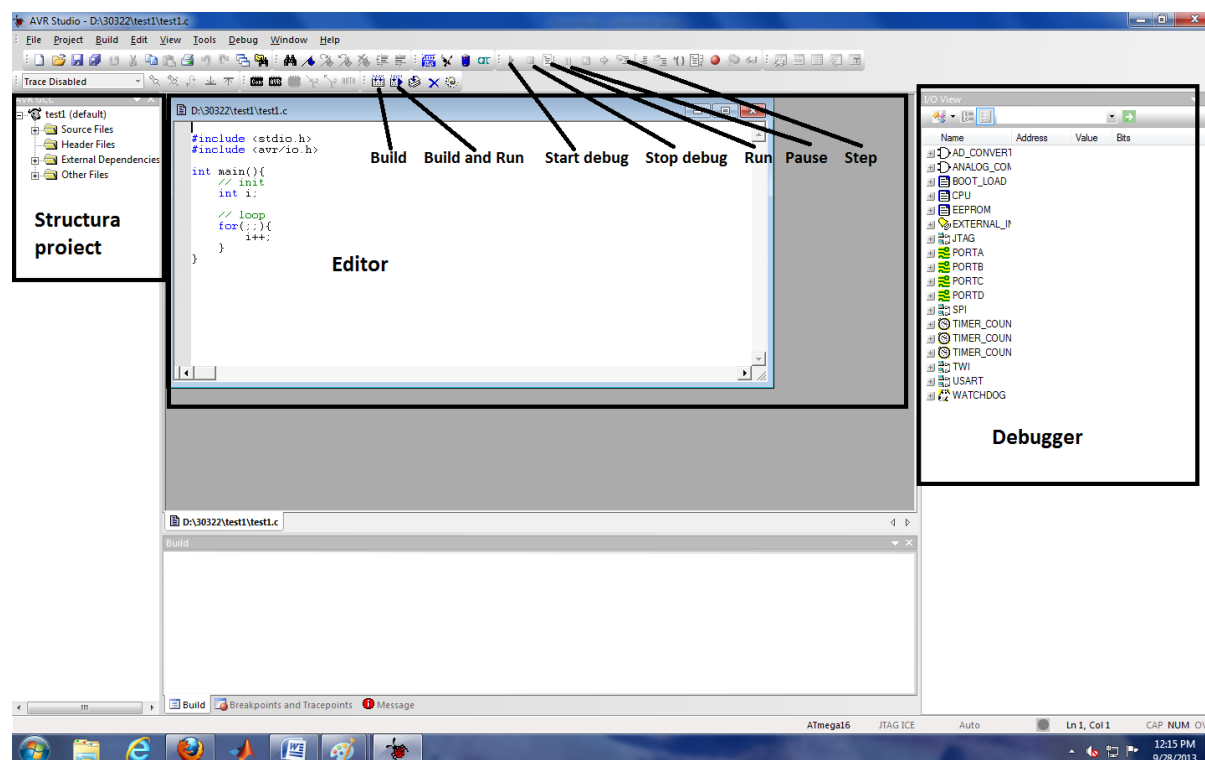 AVR Studio - D:\30322\test1\test1.c
File Project Build Edit View Tools Debug Window Help
Trace Disabled
AVR GCC
test1 (default)
Source Files
Header Files
External Dependencies
Other Files
Structura
proiect
D:\30322\test1\test1.c
#include <stdio.h>
#include <avr/io.h>
int main(){
// init
int i;
// loop
for(;;){
i++;
}
}
Build Build and Run Start debug Stop debug Run Pause Step
Editor
I/O View
Name Address Value Bits
AD_CONVERT
ANALOG_COM
BOOT_LOAD
CPU
EEPROM
EXTERNAL_IN
JTAG
PORTA
PORTB
PORTC
PORTD
SPI
TIMER_COUN
TIMER_COUN
TIMER_COUN
TWI
USART
WATCHDOG
Debugger
D:\30322\test1\test1.c
Build
Build Breakpoints and Tracepoints Message
ATmega16 JTAG ICE Auto Ln 1, Col 1 CAP NUM
12:15 PM
9/28/2013